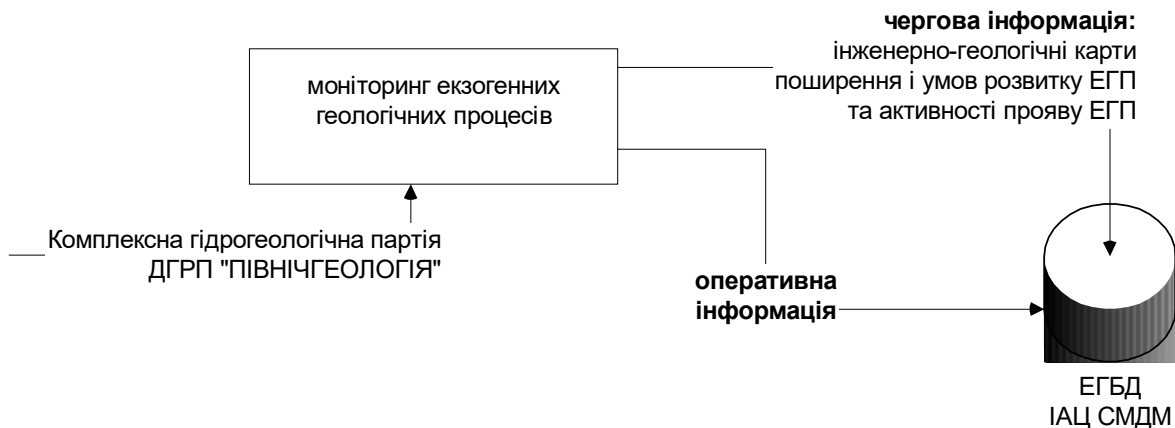 чергова інформація:
інженерно-геологічні карти
поширення і умов розвитку ЕГП
та активності прояву ЕГП
моніторинг екзогенних
геологічних процесів
Комплексна гідрогеологічна партія
ДГРП "ПІВНІЧГЕОЛОГІЯ"
оперативна
інформація
ЕГБД
ІАЦ СМДМ